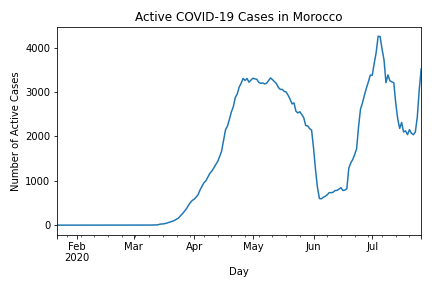 Active COVID-19 Cases in Morocco
Number of Active Cases
4000
3000
2000
1000
0
Feb
2020
Mar
Apr
May
Jun
Jul
Day